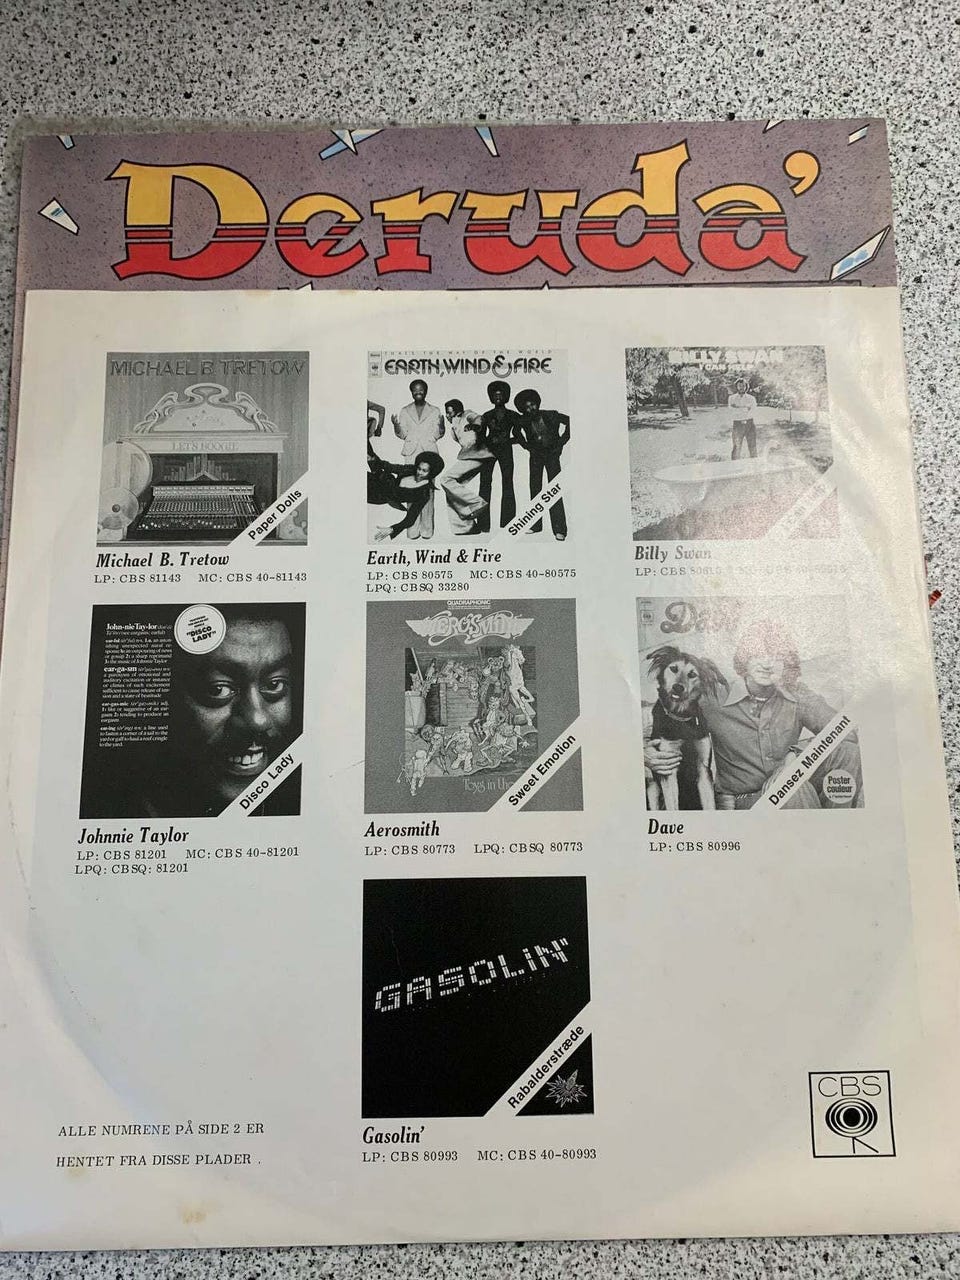 Deruda'
MICHAEL B. TRETOW
LET'S BOOGIE
Paper Dolls
Michael B. Tretow
LP: CBS 81143 MC: CBS 40-81143
THAT'S THE WAY OF THE WORLD
EARTH, WIND & FIRE
Shining Star
Earth, Wind & Fire
LP: CBS 80575 MC: CBS 40-80575
LPQ: CBSQ 33280
BILLY SWAN
Billy Swan
LP: CBS
John-nie Tay-lor
ear-ga-sm
"DISCO
LADY"
Disco Lady
Johnnie Taylor
LP: CBS 81201 MC: CBS 40-81201
LPQ: CBSQ: 81201
QUADRAPHONIC
AEROSMITH
Toys in the
Sweet Emotion
Aerosmith
LP: CBS 80773 LPQ: CBSQ 80773
Dave
Poster
couleur
Dansez Maintenant
Dave
LP: CBS 80996
GASOLIN'
Rabalderstræde
Gasolin'
LP: CBS 80993 MC: CBS 40-80993
ALLE NUMRENE PÅ SIDE 2 ER
HENTET FRA DISSE PLADER .
CBS